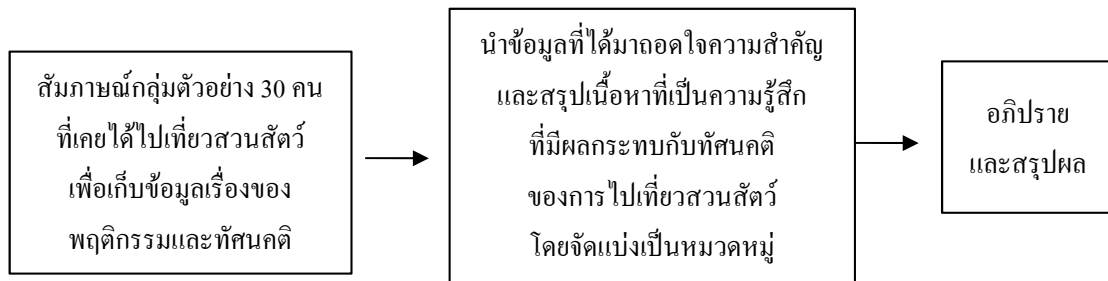 สัมภาษณ์กลุ่มตัวอย่าง 30 คน
ที่เคยได้ไปเที่ยวสวนสัตว์
เพื่อเก็บข้อมูลเรื่องของ
พฤติกรรมและทัศนคติ
นำข้อมูลที่ได้มาถอดใจความสำคัญ
และสรุปเนื้อหาที่เป็นความรู้สึก
ที่มีผลกระทบกับทัศนคติ
ของการไปเที่ยวสวนสัตว์
โดยจัดแบ่งเป็นหมวดหมู่
อภิปราย
และสรุปผล